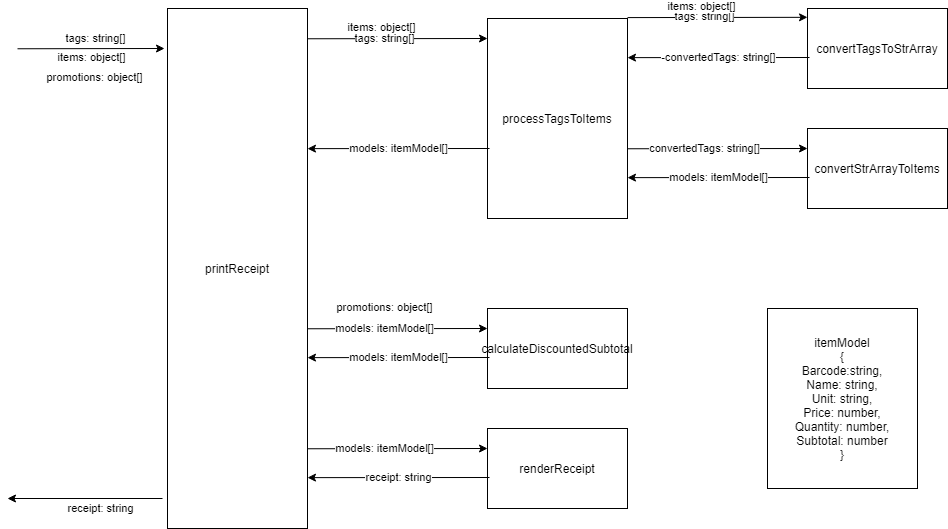 items: object[]
tags: string[]
tags: string[]
items: object[]
tags: string[]
convertTagsToStrArray
items: object[]
-convertedTags: string[]
promotions: object[]
processTagsToItems
models: itemModel[]
convertedTags: string[]
convertStrArrayToItems
models: itemModel[]
printReceipt
promotions: object[]
models: itemModel[]
calculateDiscountedSubtotal
models: itemModel[]
itemModel
{
Barcode:string,
Name: string,
Unit: string,
Price: number,
Quantity: number,
Subtotal: number
}
models: itemModel[]
renderReceipt
receipt: string
receipt: string